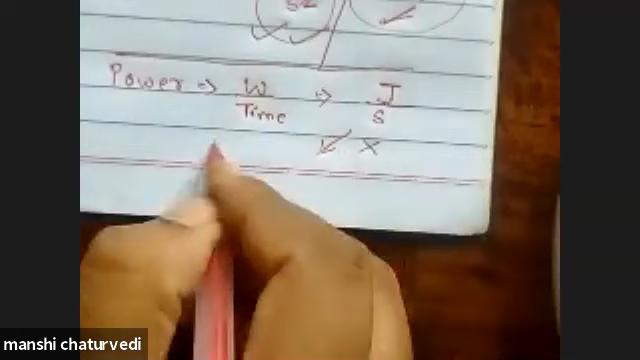 Power => W/Time → J/s
✓ ×
manshi chaturvedi